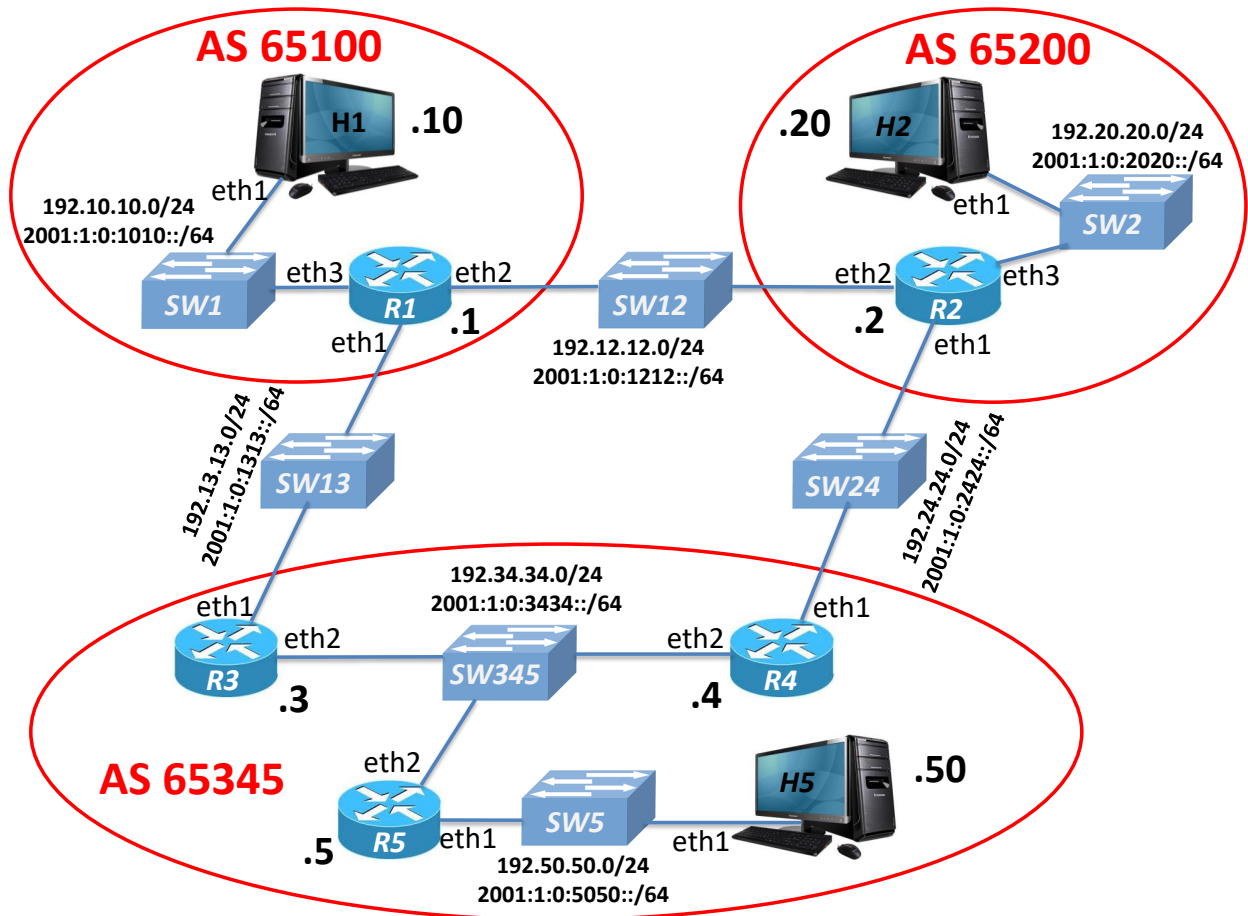 AS 65100
AS 65200
H1
.10
.20
H2
192.20.20.0/24
2001:1:0:2020::/64
eth1
eth1
192.10.10.0/24
2001:1:0:1010::/64
SW2
eth3
eth2
eth2
eth3
SW1
R1
.1
SW12
R2
.2
eth1
192.12.12.0/24
2001:1:0:1212::/64
eth1
192.13.13.0/24
2001:1:0:1313::/64
SW13
SW24
192.24.24.0/24
2001:1:0:2424::/64
192.34.34.0/24
2001:1:0:3434::/64
eth1
eth2
eth2
eth1
R3
.3
SW345
.4
R4
AS 65345
eth2
H5
.50
R5
.5
eth1
SW5
eth1
192.50.50.0/24
2001:1:0:5050::/64